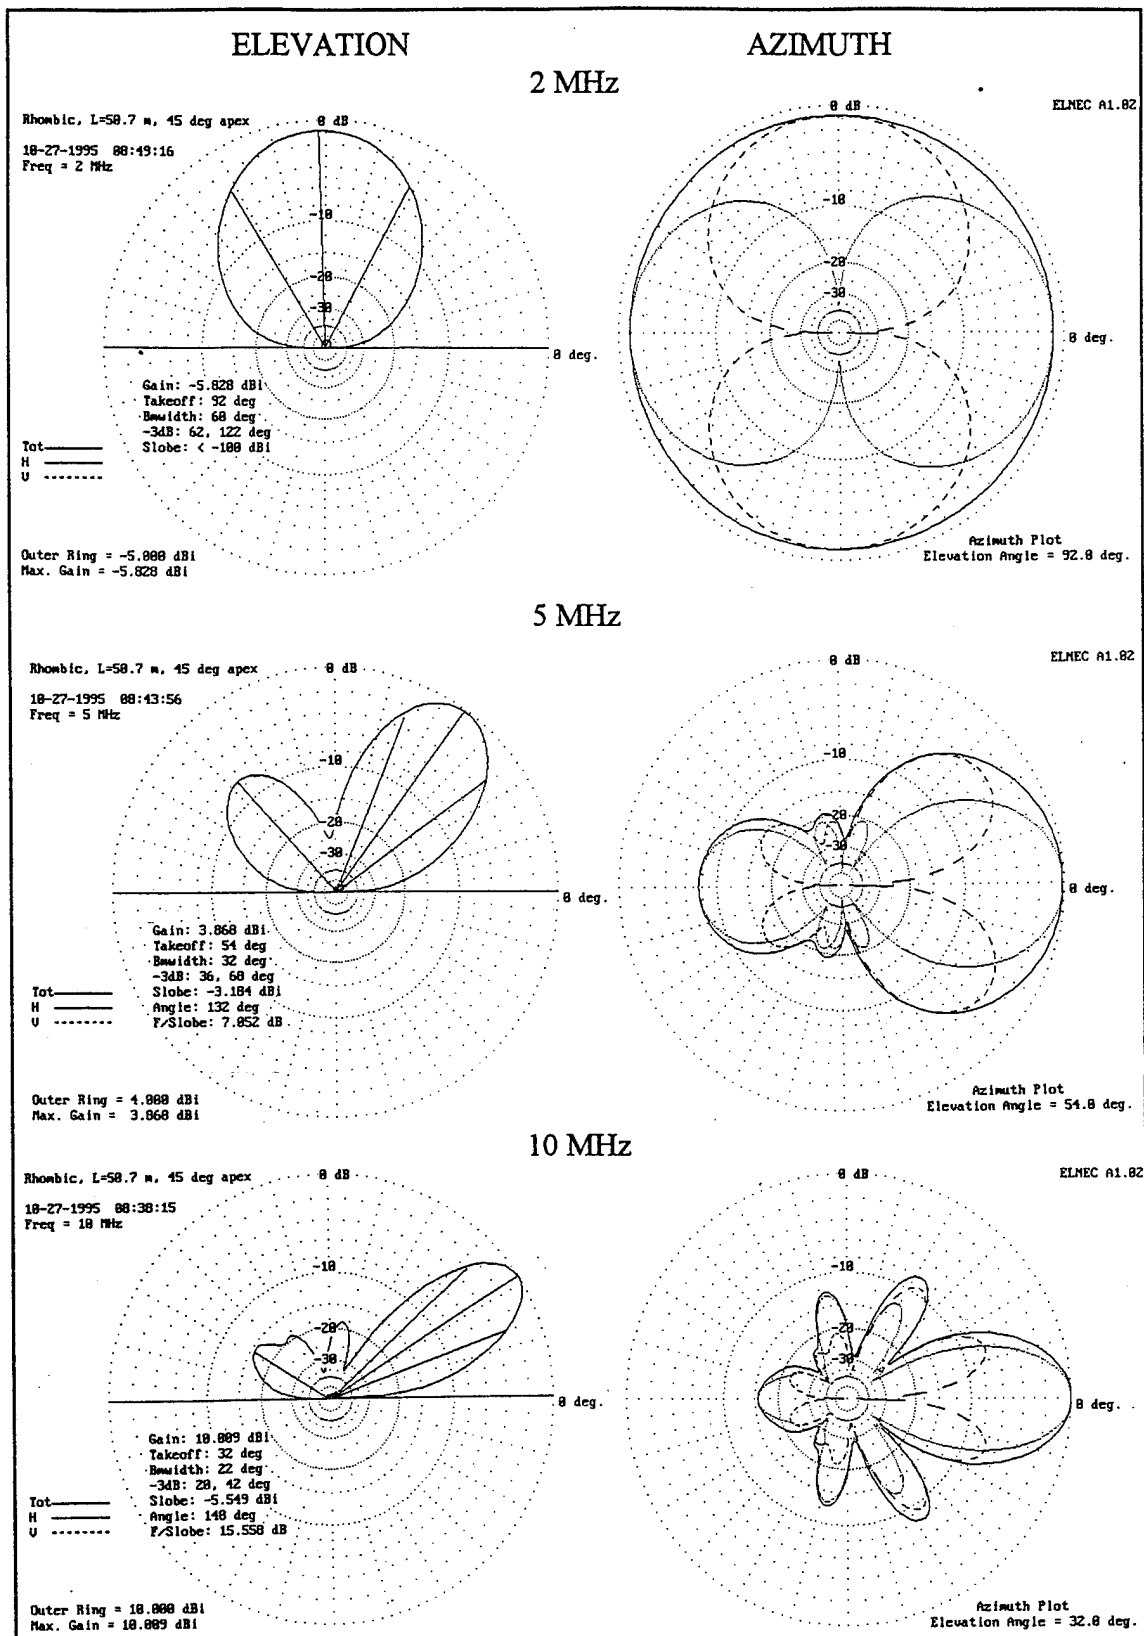 ELEVATION AZIMUTH
2 MHz
Rhombic, L=50.7 m, 45 deg apex
0 dB
0 dB
ELNEC A1.02
10-27-1995 08:49:16
Freq = 2 MHz
-10
-20
-30
0 deg.
-10
-20
-30
0 deg.
Gain: -5.828 dBi
Takeoff: 92 deg
Bmwidth: 60 deg
-3dB: 62, 122 deg
Slobe: < -100 dBi
Tot
H
V
Outer Ring = -5.000 dBi
Max. Gain = -5.828 dBi
Azimuth Plot
Elevation Angle = 92.0 deg.
5 MHz
Rhombic, L=50.7 m, 45 deg apex
0 dB
0 dB
ELNEC A1.02
10-27-1995 08:43:56
Freq = 5 MHz
-10
-20
-30
0 deg.
-10
-20
-30
0 deg.
Gain: 3.868 dBi
Takeoff: 54 deg
Bmwidth: 32 deg
-3dB: 36, 68 deg
Slobe: -3.184 dBi
Angle: 132 deg
F/Slobe: 7.052 dB
Tot
H
V
Outer Ring = 4.000 dBi
Max. Gain = 3.868 dBi
Azimuth Plot
Elevation Angle = 54.0 deg.
10 MHz
Rhombic, L=50.7 m, 45 deg apex
0 dB
0 dB
ELNEC A1.02
10-27-1995 08:38:15
Freq = 10 MHz
-10
-20
-30
0 deg.
-10
-20
-30
0 deg.
Gain: 10.009 dBi
Takeoff: 32 deg
Bmwidth: 22 deg
-3dB: 20, 42 deg
Slobe: -5.549 dBi
Angle: 148 deg
F/Slobe: 15.558 dB
Tot
H
V
Outer Ring = 10.000 dBi
Max. Gain = 10.009 dBi
Azimuth Plot
Elevation Angle = 32.0 deg.